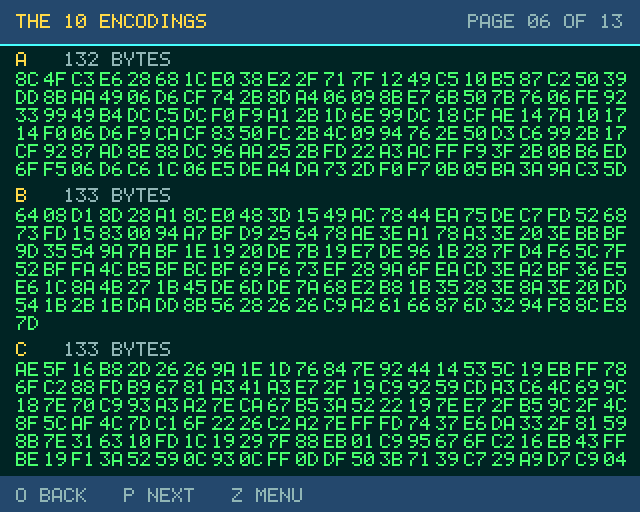 THE 10 ENCODINGS PAGE 06 OF 13
A 132 BYTES
8C 4F C3 E6 28 68 1C E0 38 E2 2F 71 7F 12 49 C5 10 B5 87 C2 50 39
DD 8B AA 49 06 D6 CF 74 2B 8D A4 06 09 8B E7 6B 50 7B 76 06 FE 92
33 99 49 B4 DC C5 DC F0 F9 A1 2B 1D 6E 99 DC 18 CF AE 14 7A 10 17
14 F0 06 D6 F9 CA CF 83 50 FC 2B 4C 09 94 76 2E 50 D3 C6 99 2B 17
CF 92 87 AD 8E 88 DC 96 AA 25 2B FD 22 A3 AC FF F9 3F 2B 0B B6 ED
6F F5 06 D6 C6 1C 06 E5 DE A4 DA 73 2D F0 F7 0B 05 BA 3A 9A C3 5D
B 133 BYTES
64 08 D1 8D 28 A1 8C E0 48 3D 15 49 AC 78 44 EA 75 DE C7 FD 52 68
73 FD 15 83 00 94 A7 BF D9 25 64 78 AE 3E A1 78 A3 3E 20 3E BB BF
9D 35 54 9A 7A BF 1E 19 20 DE 7B 19 E7 DE 96 1B 28 7F D4 F6 5C 7F
52 BF FA 4C B5 BF BC BF 69 F6 73 EF 28 9A 6F EA CD 3E A2 BF 36 E5
E6 1C 8A 4B 27 1B 45 DE 6D DE 7A 68 E2 B8 1B 35 28 3E 8A 3E 20 DD
54 1B 2B 1B DA DD 8B 56 28 26 26 C9 A2 61 66 87 6D 32 94 F8 8C E8
7D
C 133 BYTES
AE 5F 16 B8 2D 26 26 9A 1E 1D 76 84 7E 92 44 14 53 5C 19 EB FF 78
6F C2 88 FD B9 67 81 A3 41 A3 E7 2F 19 C9 92 59 CD A3 C6 4C 69 9C
18 7E 70 C9 93 A3 A2 7E CA 67 B5 3A 52 22 19 7E E7 2F B5 9C 2F 4C
8F 5C AF 4C 7D C1 6F 22 26 C2 A2 7E FF FD 74 37 E6 DA 33 2F 81 59
8B 7E 31 63 10 FD 1C 19 29 7F 88 EB 01 C9 95 67 6F C2 16 EB 43 FF
BE 19 F1 3A 52 59 0C 93 0C FF 0D DF 50 3B 71 39 C7 29 A9 D7 C9 04
O BACK P NEXT Z MENU